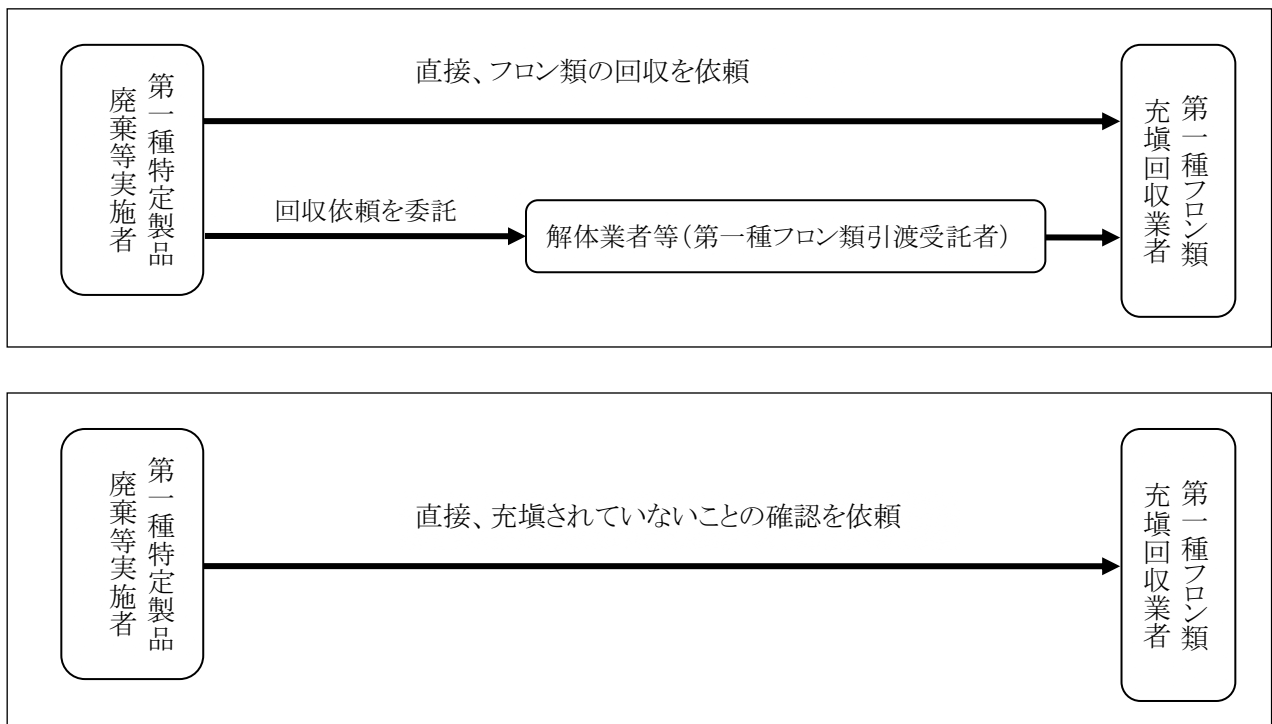 第一種特定製品
廃棄等実施者
直接、フロン類の回収を依頼
回収依頼を委託
解体業者等（第一種フロン類引渡受託者）
第一種フロン類
充塡回収業者
第一種特定製品
廃棄等実施者
直接、充塡されていないことの確認を依頼
第一種フロン類
充塡回収業者